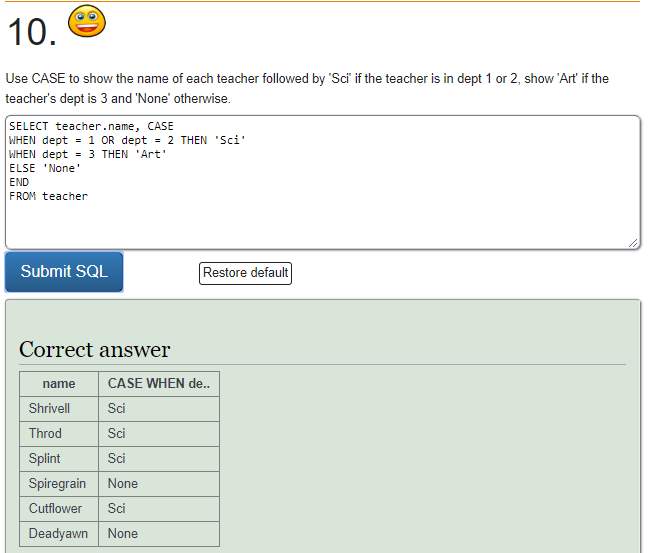 10.
Use CASE to show the name of each teacher followed by 'Sci' if the teacher is in dept 1 or 2, show 'Art' if the
teacher's dept is 3 and 'None' otherwise.
SELECT teacher.name, CASE
WHEN dept = 1 OR dept = 2 THEN 'Sci'
WHEN dept = 3 THEN 'Art'
ELSE 'None'
END
FROM teacher
Submit SQL Restore default
Correct answer
name CASE WHEN de..
Shrivell Sci
Throd Sci
Splint Sci
Spiregrain None
Cutflower Sci
Deadyawn None